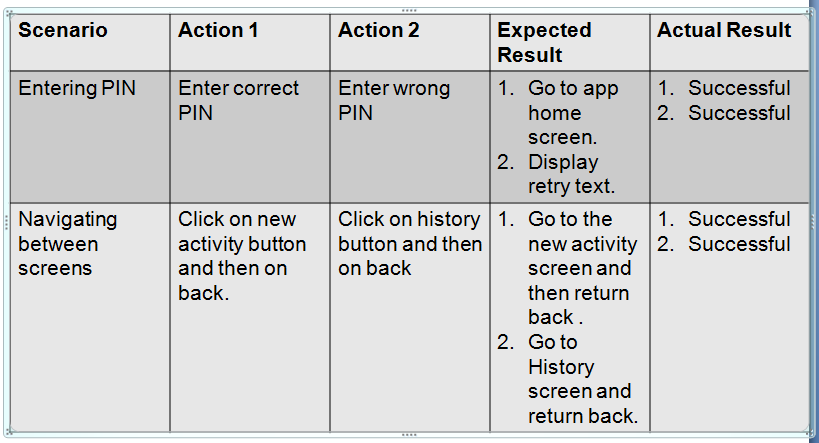 Scenario
Action 1
Action 2
Expected
Result
Actual Result
Entering PIN
Enter correct
PIN
Enter wrong
PIN
1. Go to app
home
screen.
2. Display
retry text.
1. Successful
2. Successful
Navigating
between
screens
Click on new
activity button
and then on
back.
Click on history
button and then
on back
1. Go to the
new activity
screen and
then return
back .
2. Go to
History
screen and
return back.
1. Successful
2. Successful